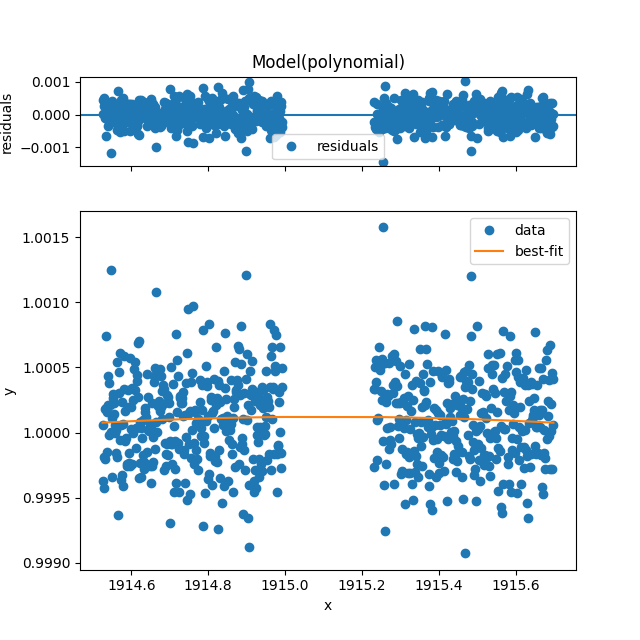 Model(polynomial)
0.001
0.000
−0.001
residuals
residuals
1.0015
1.0010
1.0005
1.0000
0.9995
0.9990
y
data
best-fit
1914.6 1914.8 1915.0 1915.2 1915.4 1915.6
x